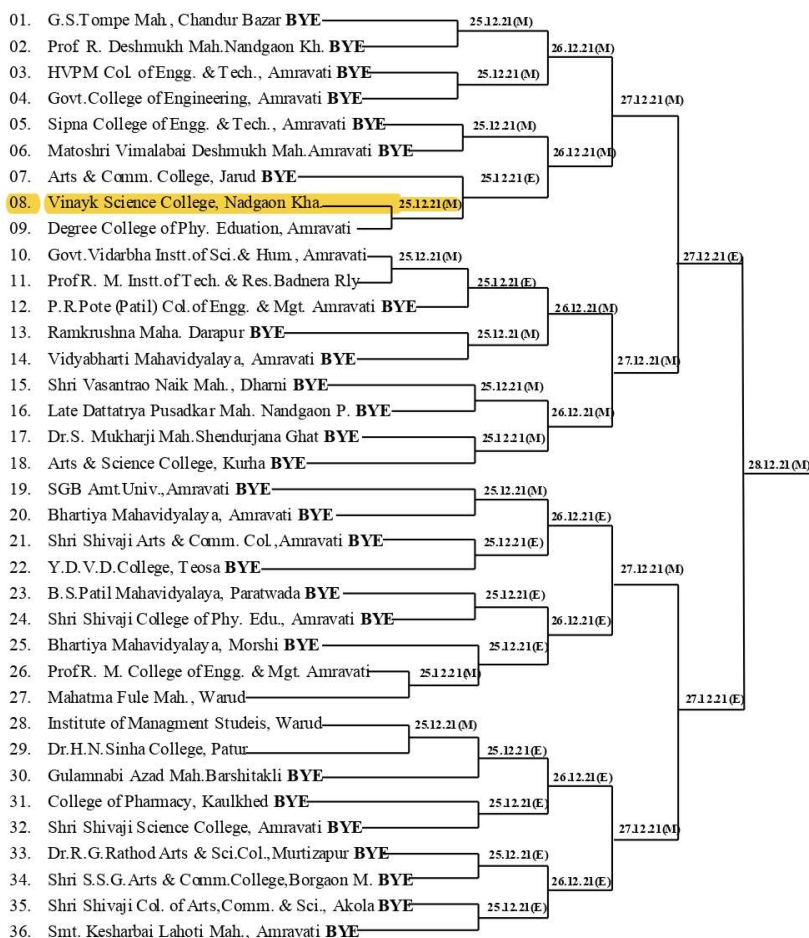 01. G.S.Tompe Mah., Chandur Bazar BYE
02. Prof R. Deshmukh Mah.Nandgaon Kh. BYE
03. HVPM Col. of Engg. & Tech., Amravati BYE
04. Govt.College of Engineering, Amravati BYE
05. Sipna College of Engg. & Tech., Amravati BYE
06. Matoshri Vimalabai Deshmukh Mah.Amravati BYE
07. Arts & Comm. College, Jarud BYE
08. Vinayk Science College, Nadgaon Kha.
09. Degree College of Phy. Eduation, Amravati
10. Govt.Vidarbha Instt.of Sci.& Hum., Amravati
11. Prof R. M. Instt.of Tech. & Res.Badnera Rly
12. P.R.Pote (Patil) Col.of Engg. & Mgt. Amravati BYE
13. Ramkrushna Maha. Darapur BYE
14. Vidyabharti Mahavidyalaya, Amravati BYE
15. Shri Vasantrao Naik Mah., Dharni BYE
16. Late Dattatrya Pusadkar Mah. Nandgaon P. BYE
17. Dr.S. Mukharji Mah.Shendurjana Ghat BYE
18. Arts & Science College, Kurha BYE
19. SGB Amt.Univ.,Amravati BYE
20. Bhartiya Mahavidyalaya, Amravati BYE
21. Shri Shivaji Arts & Comm. Col.,Amravati BYE
22. Y.D.V.D.College, Teosa BYE
23. B.S.Patil Mahavidyalaya, Paratwada BYE
24. Shri Shivaji College of Phy. Edu., Amravati BYE
25. Bhartiya Mahavidyalaya, Morshi BYE
26. Prof.R. M. College of Engg. & Mgt. Amravati
27. Mahatma Fule Mah., Warud
28. Institute of Managment Studeis, Warud
29. Dr.H.N.Sinha College, Patur
30. Gulamnabi Azad Mah.Barshitakli BYE
31. College of Pharmacy, Kaulkhed BYE
32. Shri Shivaji Science College, Amravati BYE
33. Dr.R.G.Rathod Arts & Sci.Col.,Murtizapur BYE
34. Shri S.S.G.Arts & Comm.College,Borgaon M. BYE
35. Shri Shivaji Col. of Arts,Comm. & Sci., Akola BYE
36. Smt. Kesharbai Lahoti Mah., Amravati BYE
25.12.21(M)
25.12.21(M)
25.12.21(M)
25.12.21(E)
25.12.21(M)
25.12.21(M)
25.12.21(E)
25.12.21(M)
25.12.21(M)
25.12.21(M)
25.12.21(M)
25.12.21(E)
25.12.21(E)
25.12.21(E)
25.12.21(M)
25.12.21(M)
25.12.21(E)
25.12.21(E)
25.12.21(E)
25.12.21(E)
26.12.21(M)
26.12.21(M)
26.12.21(M)
26.12.21(M)
26.12.21(E)
26.12.21(E)
26.12.21(E)
26.12.21(E)
27.12.21(M)
27.12.21(M)
27.12.21(M)
27.12.21(M)
27.12.21(E)
27.12.21(E)
28.12.21(M)